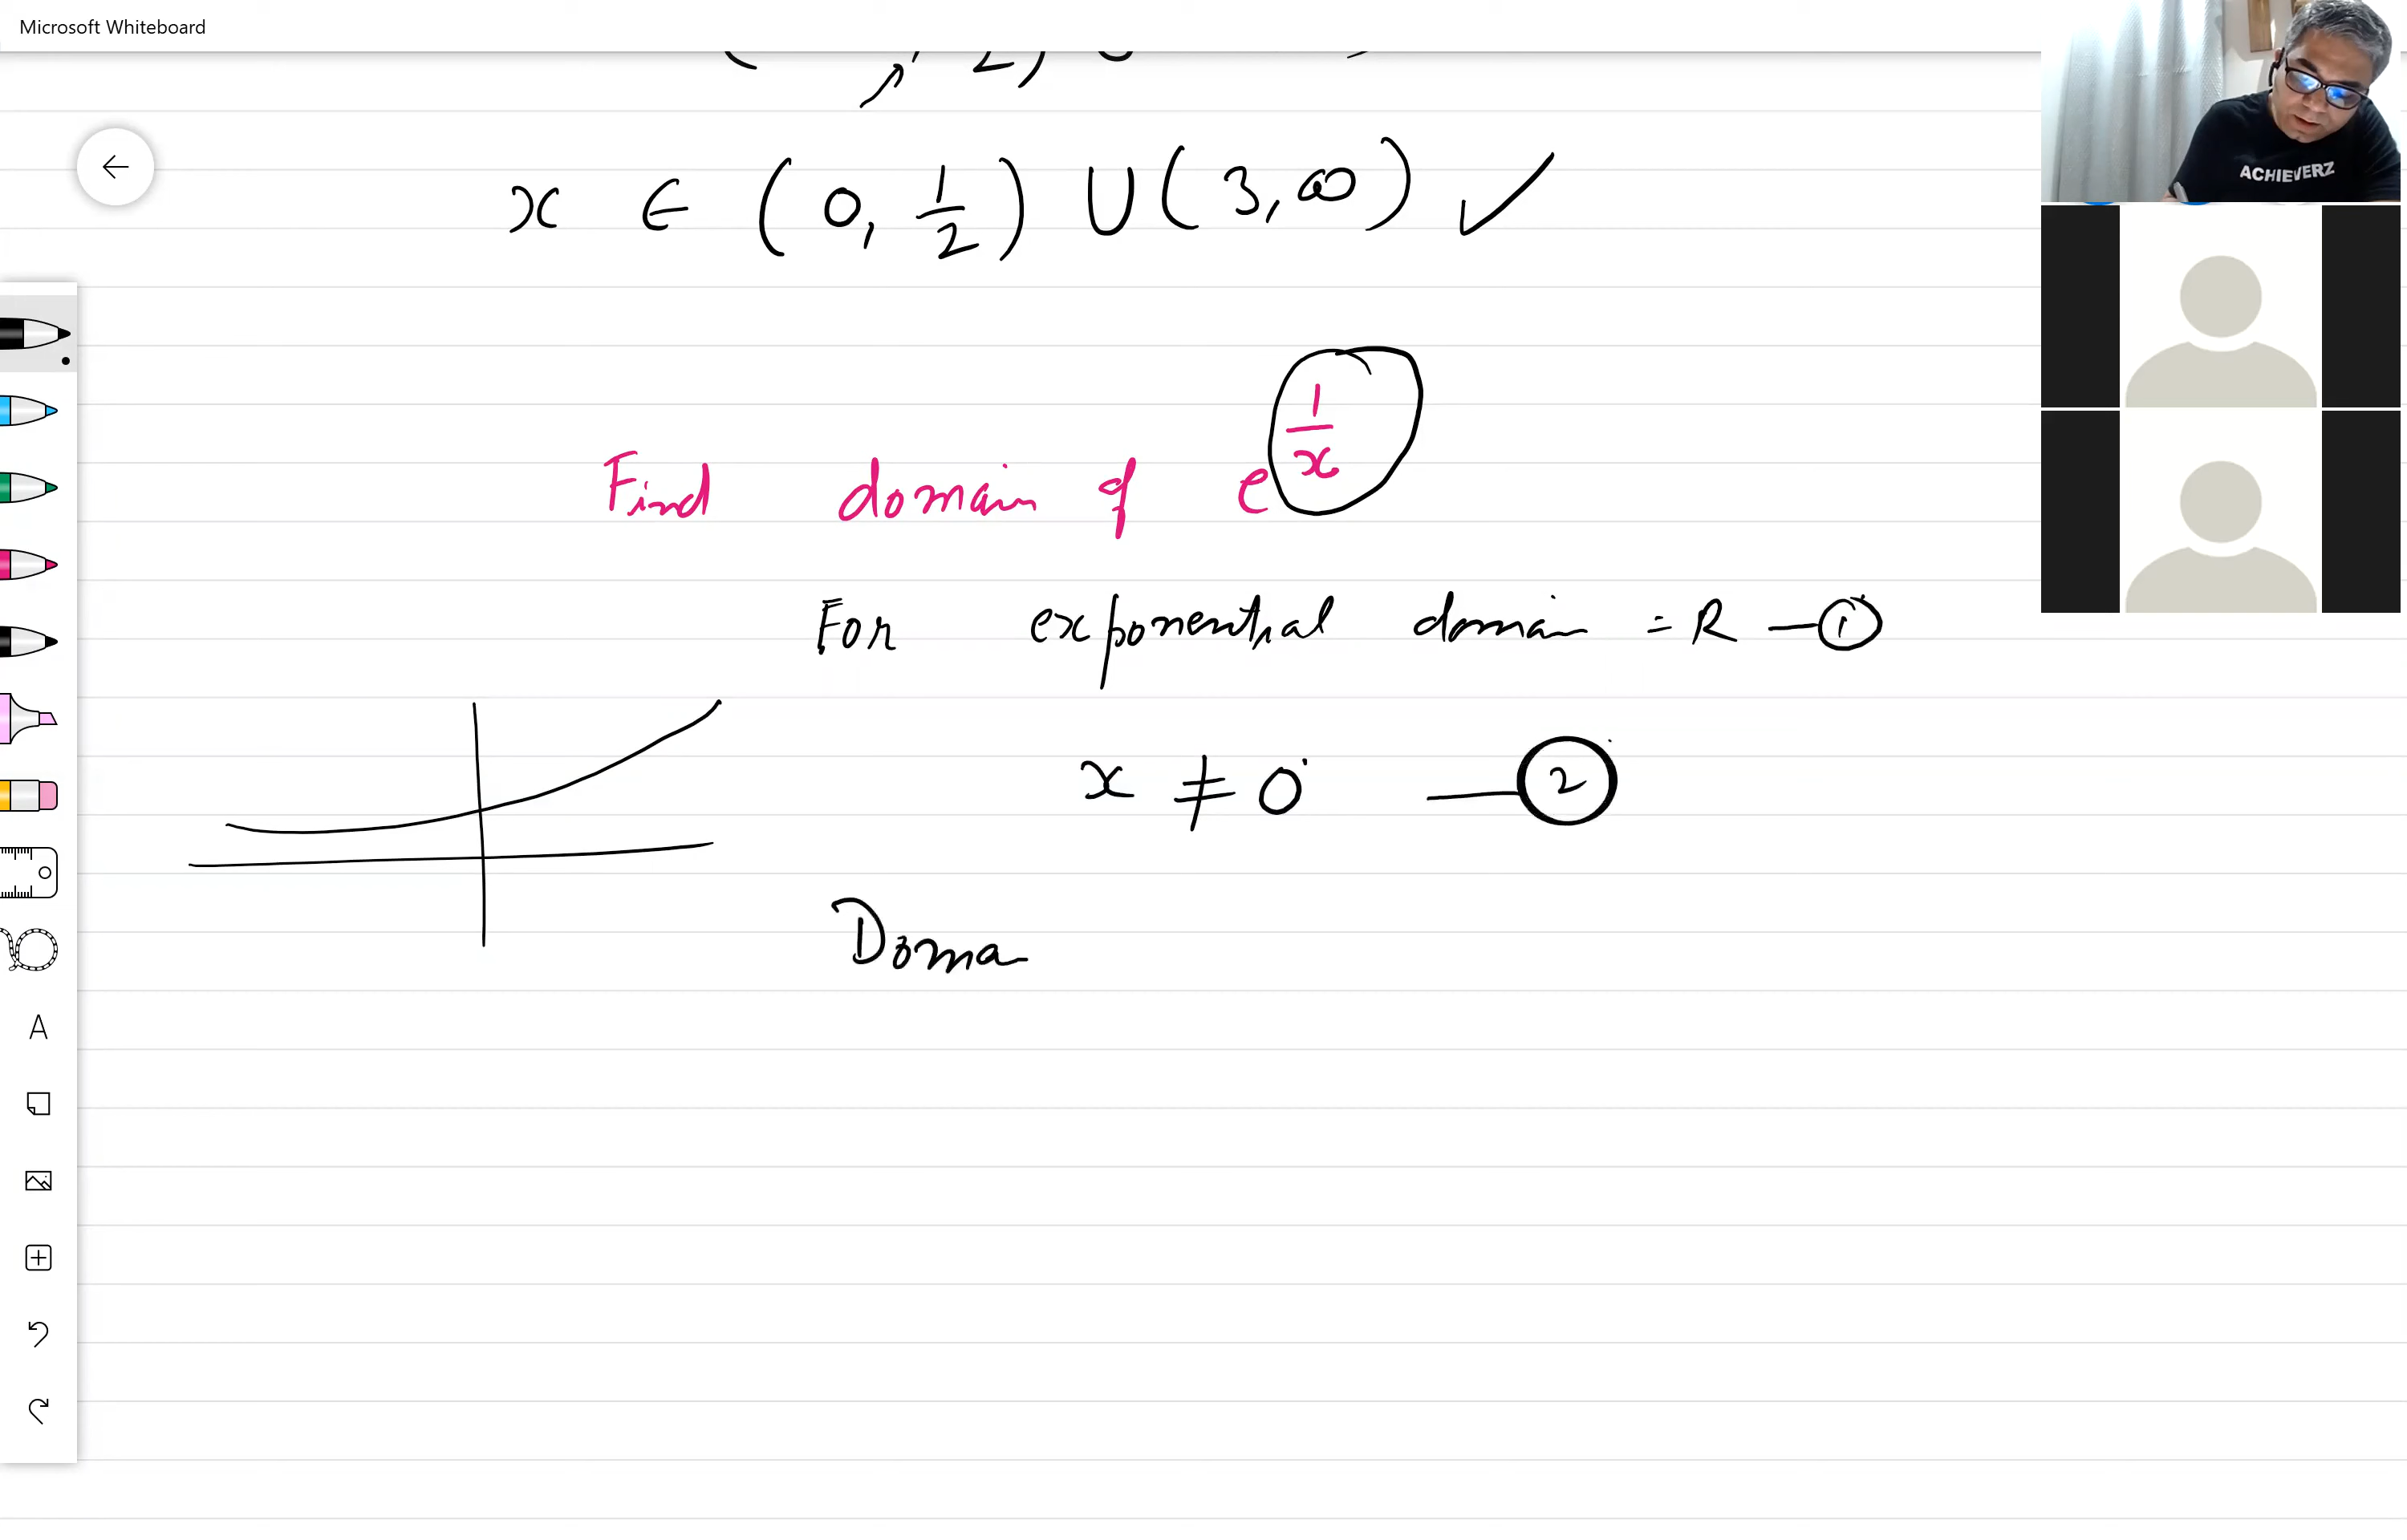 Microsoft Whiteboard
x ∈ (0, 1/2) ∪ (3, ∞) ✓
ACHIEVERZ
Find domain of e^(1/x)
For exponential domain = R — ①
x ≠ 0 — ②
Doma
A